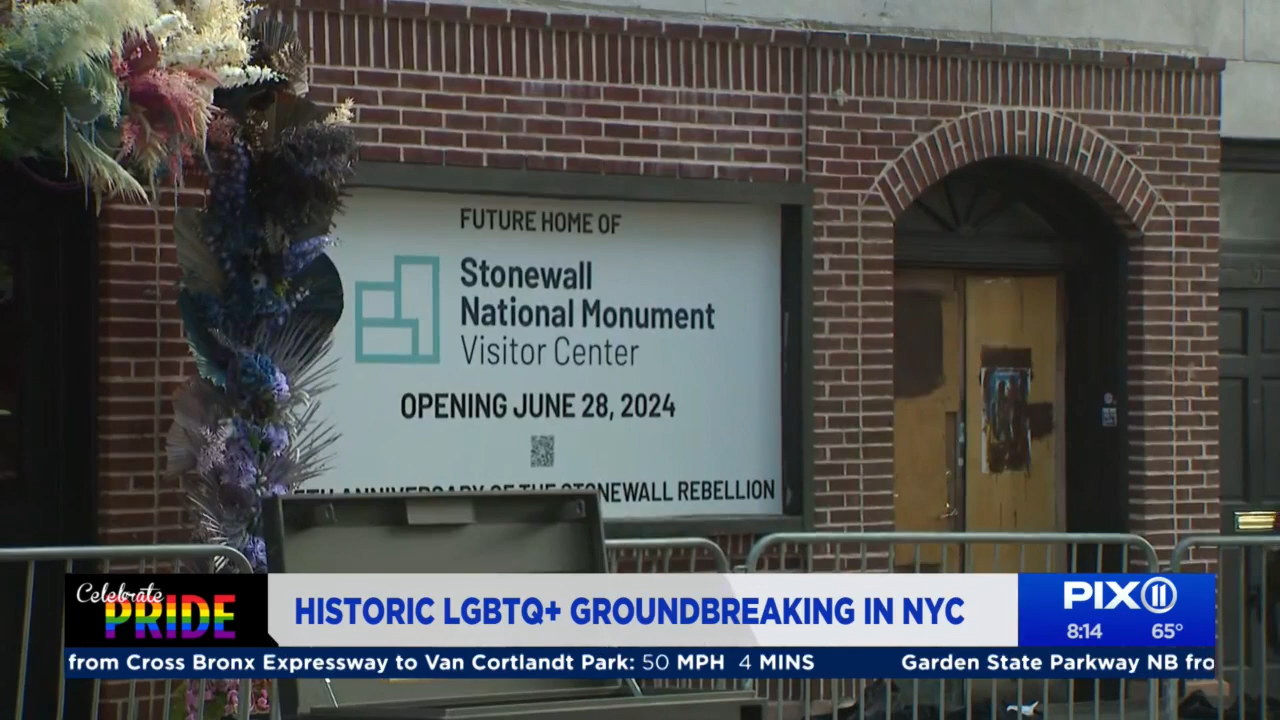 FUTURE HOME OF
Stonewall
National Monument
Visitor Center
OPENING JUNE 28, 2024
ANNIVERSARY OF THE STONEWALL REBELLION
Celebrate
PRIDE
HISTORIC LGBTQ+ GROUNDBREAKING IN NYC
PIX 11
8:14 65°
from Cross Bronx Expressway to Van Cortlandt Park: 50 MPH 4 MINS Garden State Parkway NB fro